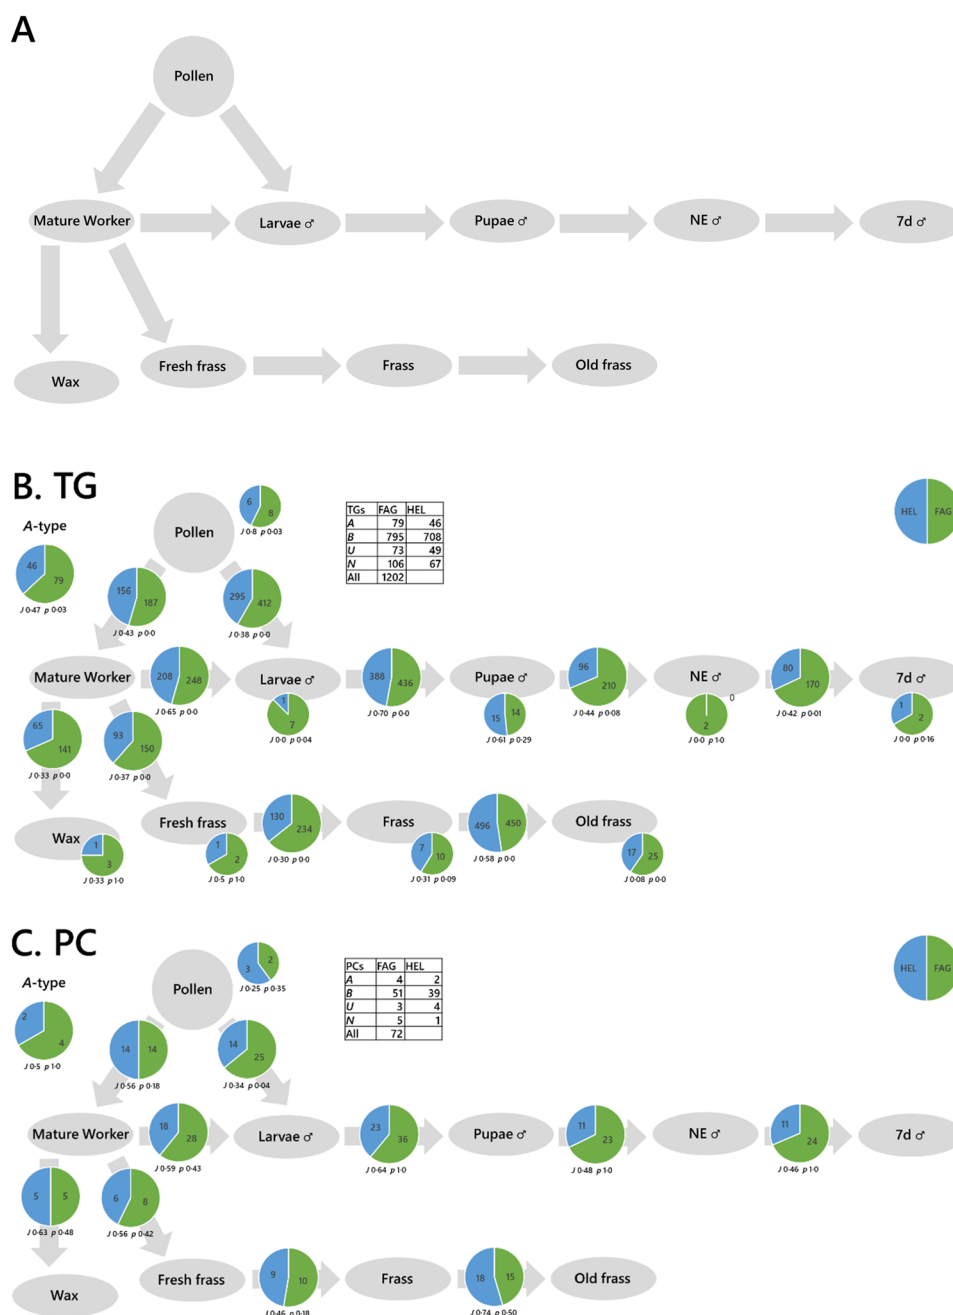 A
Pollen
Mature Worker
Larvae ♂
Pupae ♂
NE ♂
7d ♂
Wax
Fresh frass
Frass
Old frass
B. TG
A-type
46
79
J 0·47 p 0·03
Pollen
6
8
J 0·8 p 0·03
TGs FAG HEL
A 79 46
B 795 708
U 73 49
N 106 67
All 1202
HEL
FAG
156
187
J 0·43 p 0·0
295
412
J 0·38 p 0·0
Mature Worker
208
248
J 0·65 p 0·0
Larvae ♂
1
7
J 0·0 p 0·04
388
436
J 0·70 p 0·0
Pupae ♂
15
14
J 0·61 p 0·29
96
210
J 0·44 p 0·08
NE ♂
0
2
J 0·0 p 1·0
80
170
J 0·42 p 0·01
7d ♂
1
2
J 0·0 p 0·16
65
141
J 0·33 p 0·0
93
150
J 0·37 p 0·0
Wax
1
3
J 0·33 p 1·0
Fresh frass
1
2
J 0·5 p 1·0
130
234
J 0·30 p 0·0
Frass
7
10
J 0·31 p 0·09
496
450
J 0·58 p 0·0
Old frass
17
25
J 0·08 p 0·0
C. PC
A-type
2
4
J 0·5 p 1·0
Pollen
3
2
J 0·25 p 0·35
PCs FAG HEL
A 4 2
B 51 39
U 3 4
N 5 1
All 72
HEL
FAG
14
14
J 0·56 p 0·18
14
25
J 0·34 p 0·04
Mature Worker
18
28
J 0·59 p 0·43
Larvae ♂
23
36
J 0·64 p 1·0
Pupae ♂
11
23
J 0·48 p 1·0
NE ♂
11
24
J 0·46 p 1·0
7d ♂
5
5
J 0·63 p 0·48
6
8
J 0·56 p 0·42
Wax
Fresh frass
9
10
J 0·46 p 0·18
Frass
18
15
J 0·74 p 0·50
Old frass